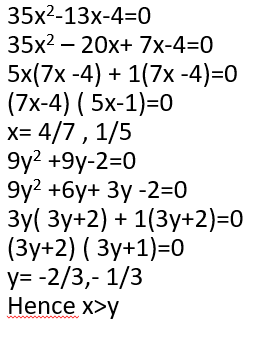 35x²-13x-4=0
35x² – 20x+ 7x-4=0
5x(7x -4) + 1(7x -4)=0
(7x-4) ( 5x-1)=0
x= 4/7 , 1/5
9y² +9y-2=0
9y² +6y+ 3y -2=0
3y( 3y+2) + 1(3y+2)=0
(3y+2) ( 3y+1)=0
y= -2/3,- 1/3
Hence x>y